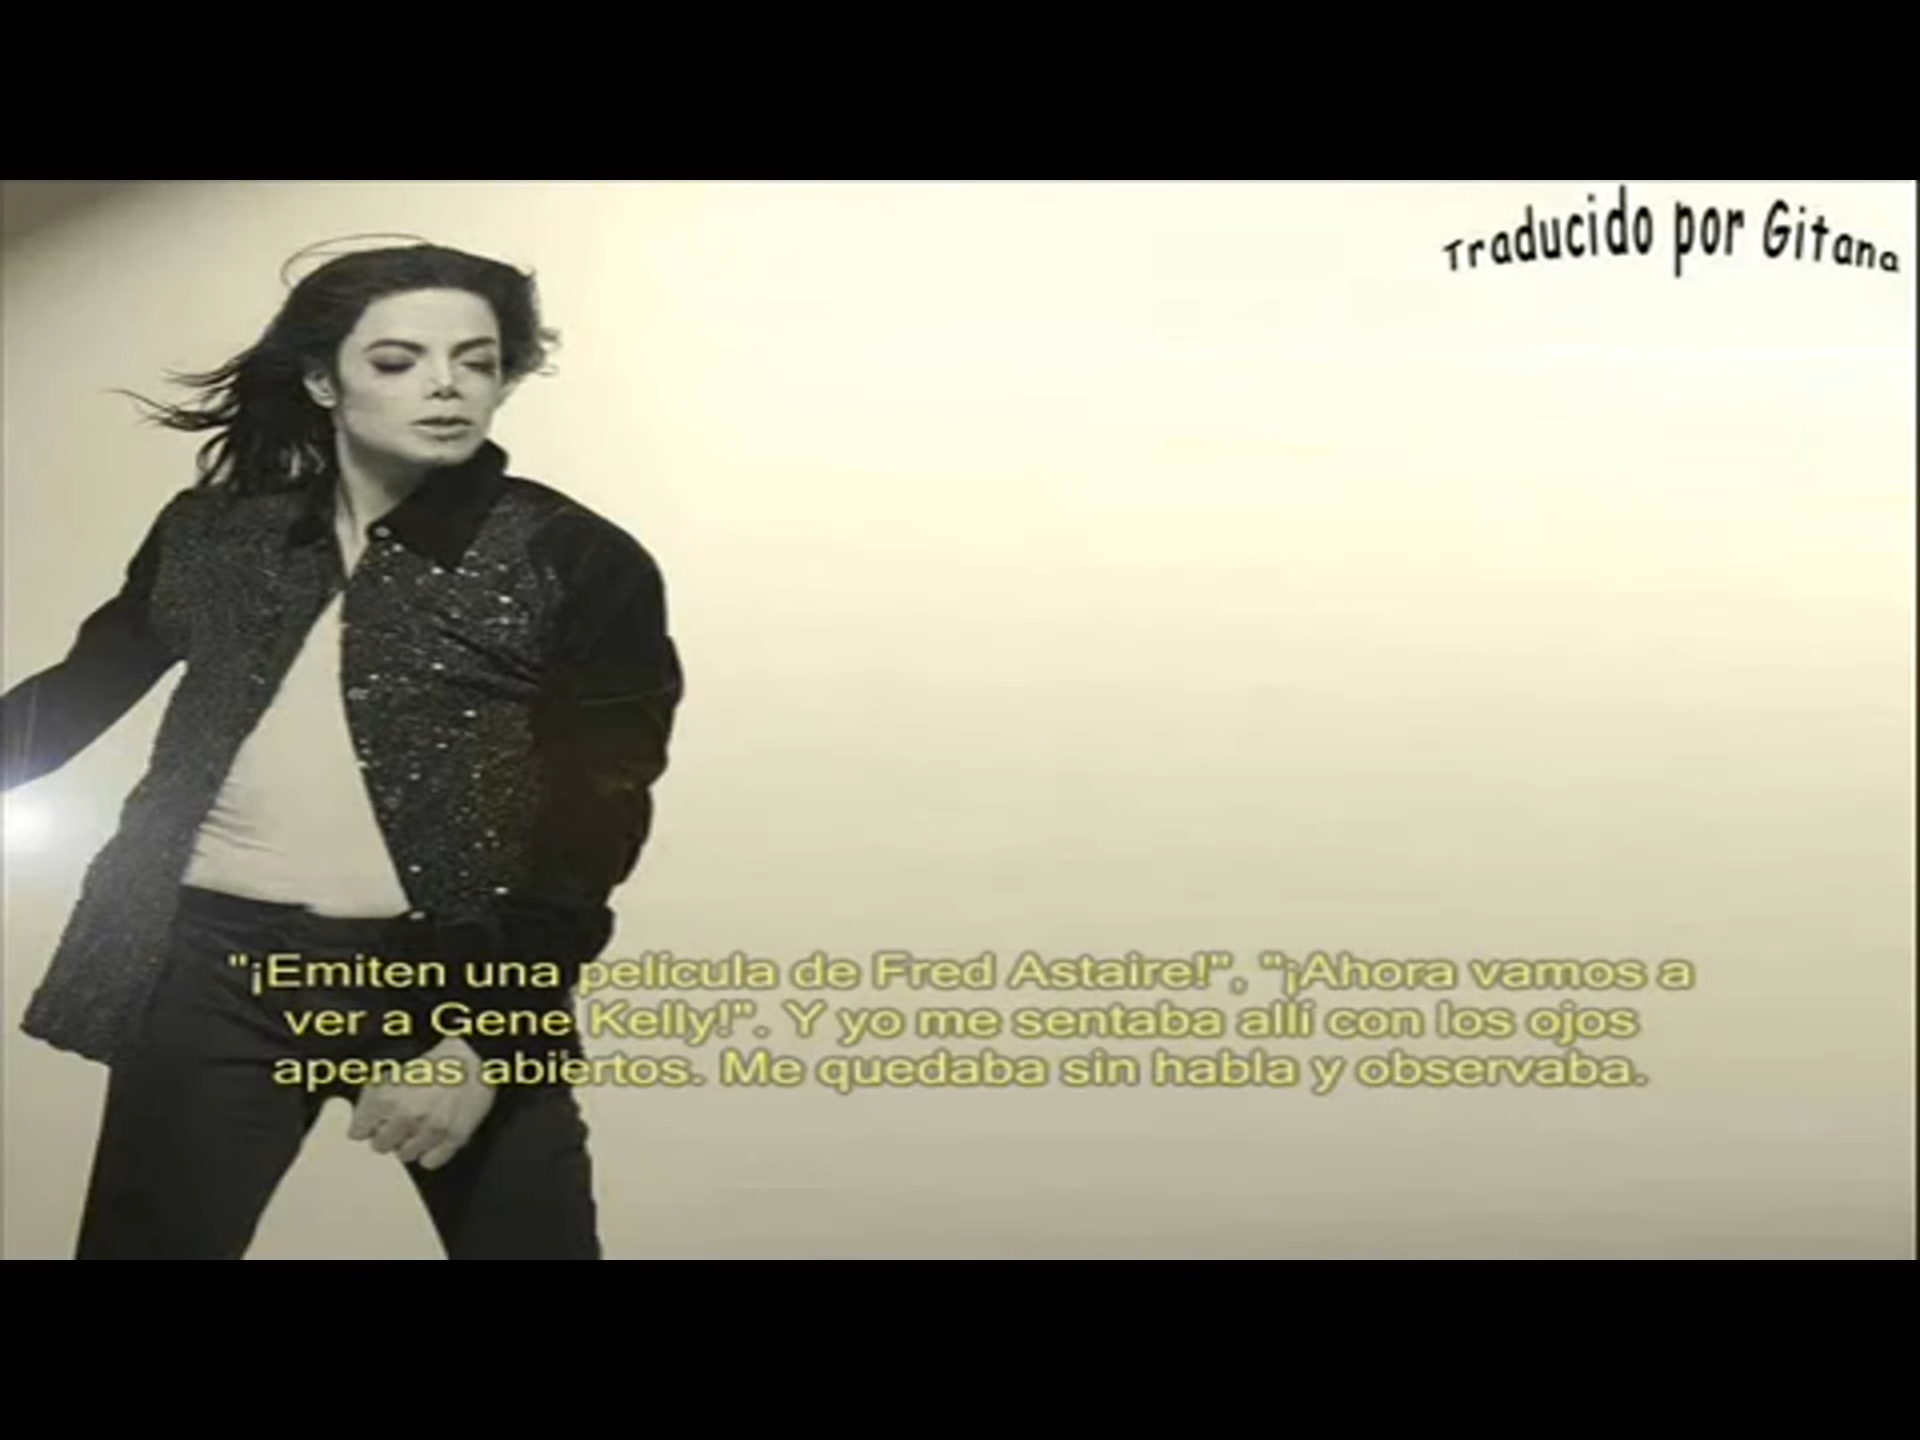 Traducido por Gitana
"¡Emiten una película de Fred Astaire!", "¡Ahora vamos a
ver a Gene Kelly!". Y yo me sentaba allí con los ojos
apenas abiertos. Me quedaba sin habla y observaba.